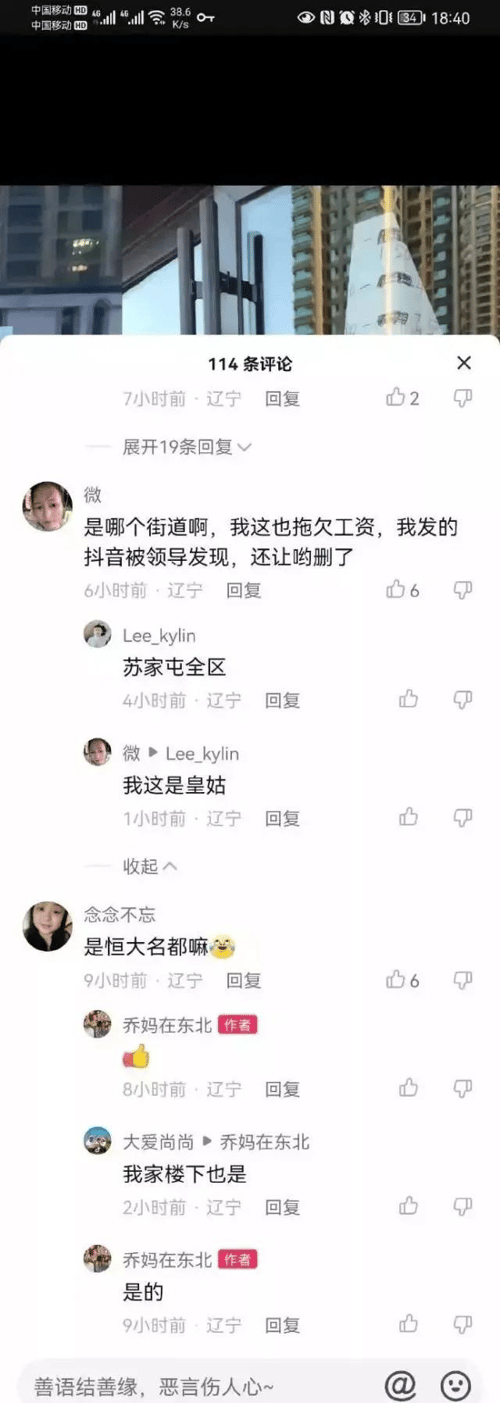 中国移动 HD 4G 4G 38.6 34 18:40
中国移动 HD K/s
114 条评论
7小时前 · 辽宁 回复 2
展开19条回复
微
是哪个街道啊，我这也拖欠工资，我发的
抖音被领导发现，还让哟删了
6小时前 · 辽宁 回复 6
Lee_kylin
苏家屯全区
4小时前 · 辽宁 回复
微 ▶ Lee_kylin
我这是皇姑
1小时前 · 辽宁 回复
收起
念念不忘
是恒大名都嘛😂
9小时前 · 辽宁 回复 6
乔妈在东北 作者
👍
8小时前 · 辽宁 回复
大爱尚尚 ▶ 乔妈在东北
我家楼下也是
2小时前 · 辽宁 回复
乔妈在东北 作者
是的
9小时前 · 辽宁 回复
善语结善缘，恶言伤人心~ @